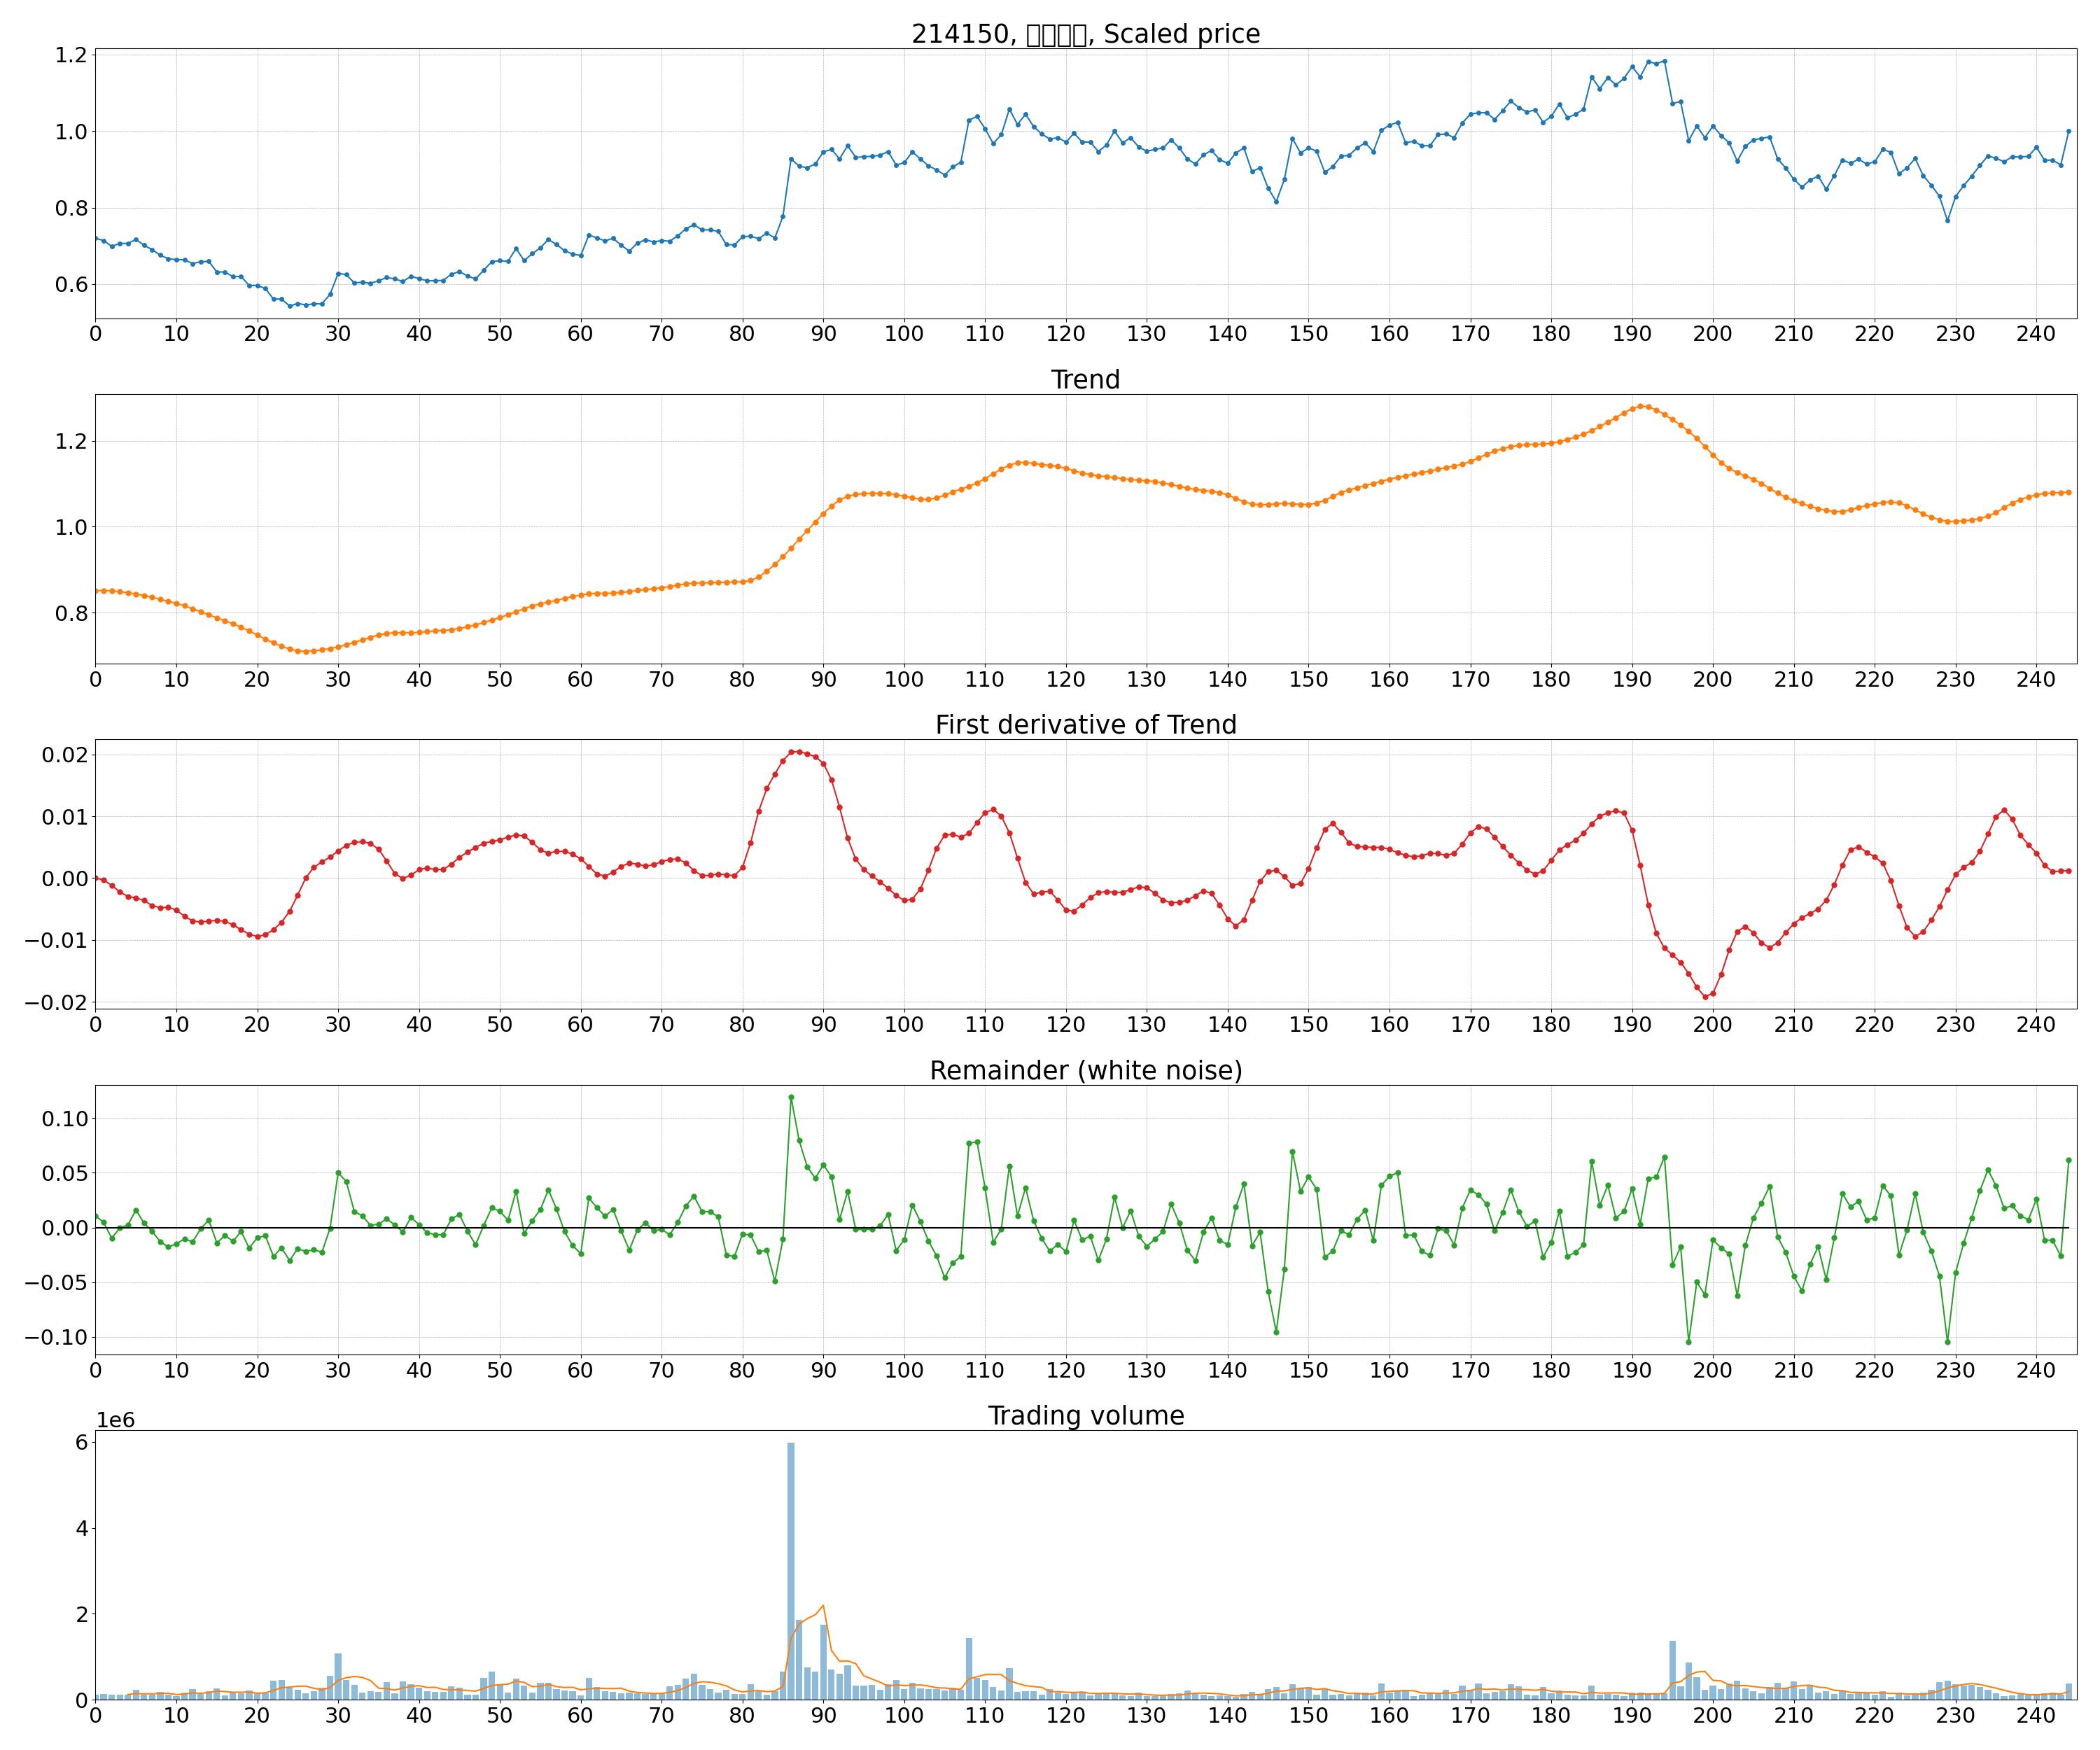 214150, □□□□, Scaled price
1.2
1.0
0.8
0.6
0 10 20 30 40 50 60 70 80 90 100 110 120 130 140 150 160 170 180 190 200 210 220 230 240
Trend
1.2
1.0
0.8
0 10 20 30 40 50 60 70 80 90 100 110 120 130 140 150 160 170 180 190 200 210 220 230 240
First derivative of Trend
0.02
0.01
0.00
−0.01
−0.02
0 10 20 30 40 50 60 70 80 90 100 110 120 130 140 150 160 170 180 190 200 210 220 230 240
Remainder (white noise)
0.10
0.05
0.00
−0.05
−0.10
0 10 20 30 40 50 60 70 80 90 100 110 120 130 140 150 160 170 180 190 200 210 220 230 240
Trading volume
1e6
6
4
2
0
0 10 20 30 40 50 60 70 80 90 100 110 120 130 140 150 160 170 180 190 200 210 220 230 240